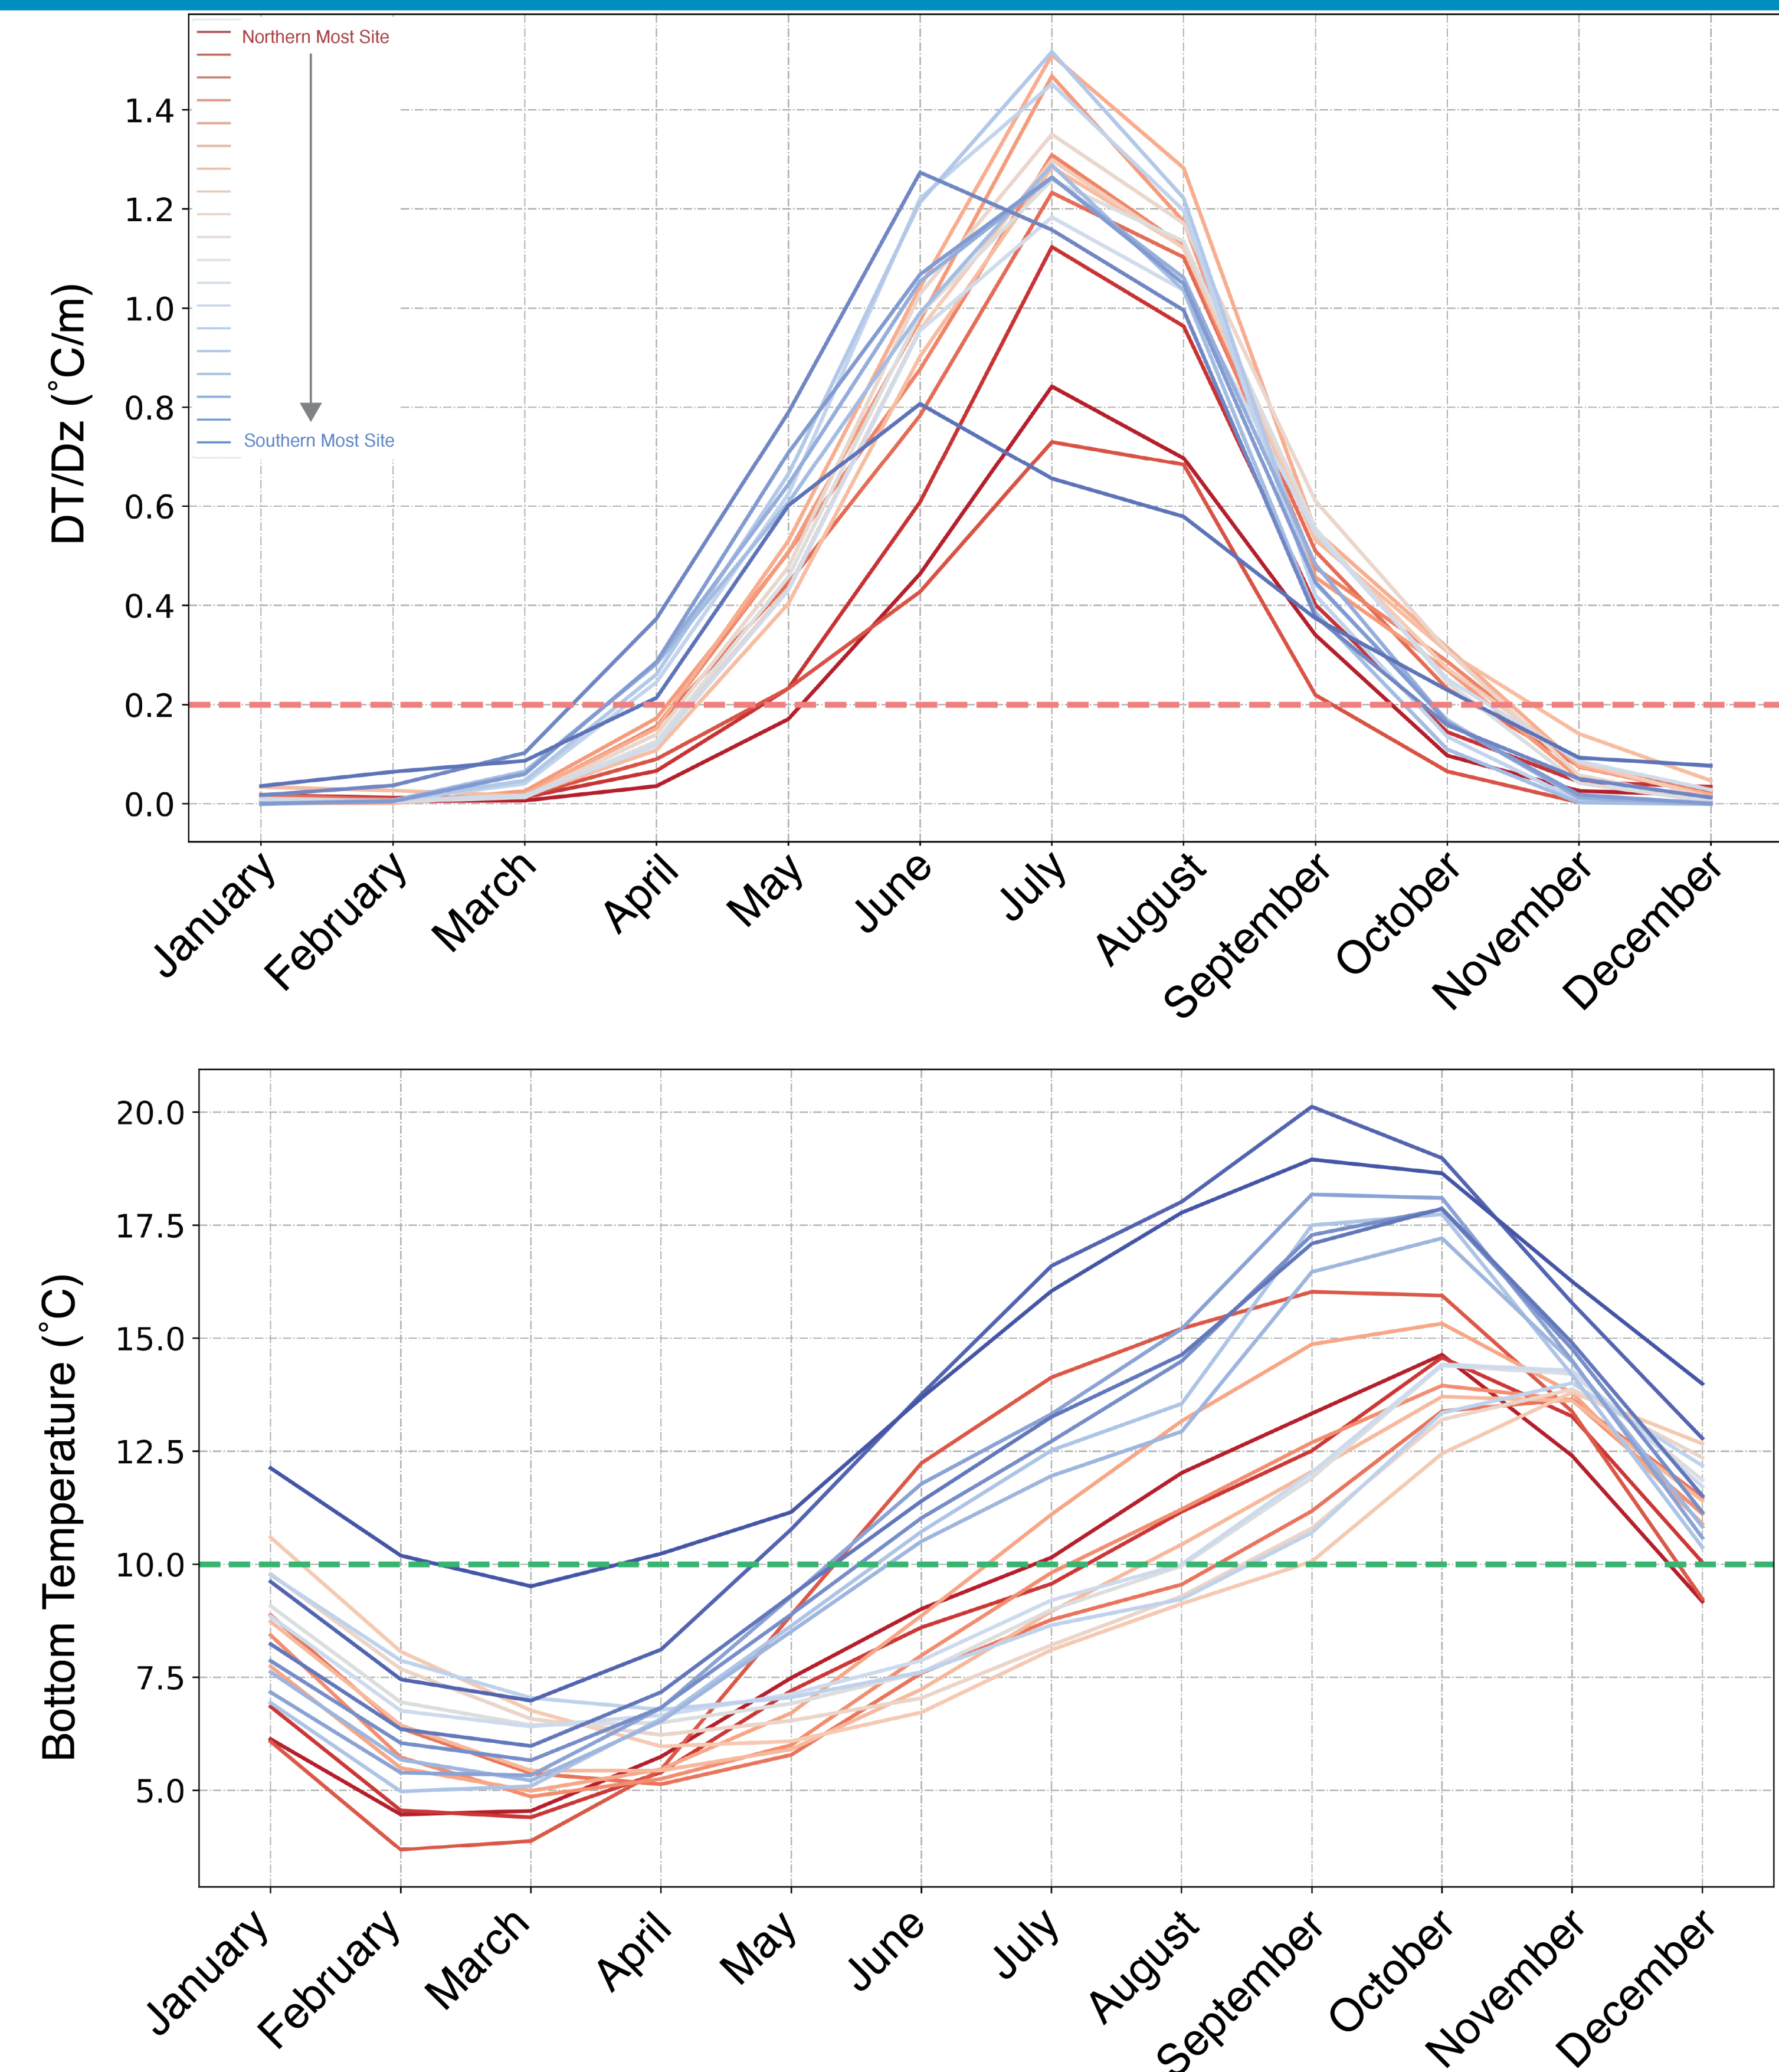 Northern Most Site
Southern Most Site
DT/Dz (˚C/m)
1.4
1.2
1.0
0.8
0.6
0.4
0.2
0.0
January
February
March
April
May
June
July
August
September
October
November
December
Bottom Temperature (˚C)
20.0
17.5
15.0
12.5
10.0
7.5
5.0
January
February
March
April
May
June
July
August
September
October
November
December